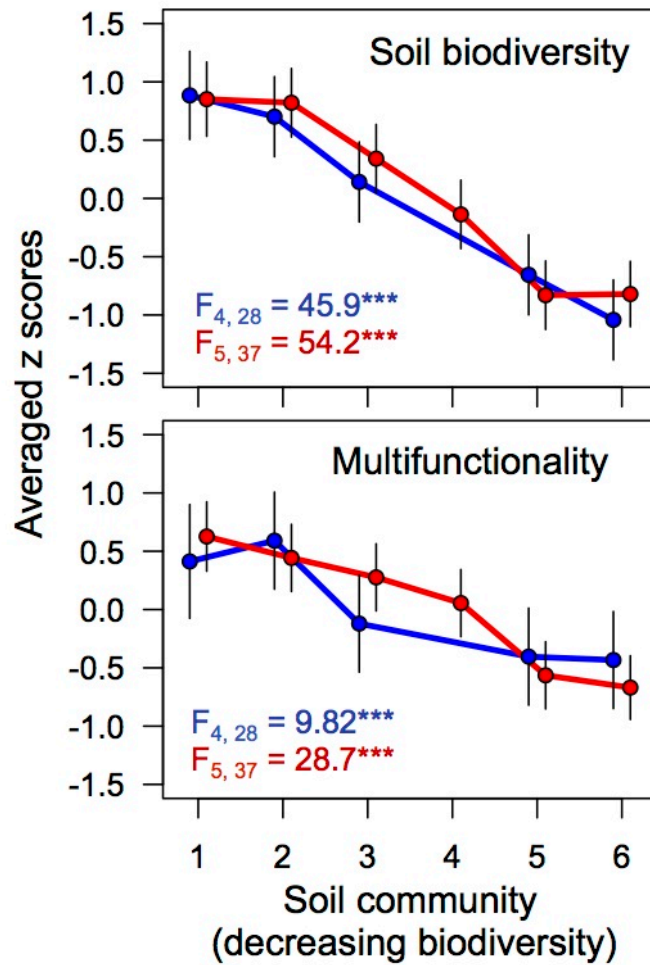 Averaged z scores
Soil biodiversity
1.5
1.0
0.5
0.0
-0.5
-1.0
-1.5
F4, 28 = 45.9***
F5, 37 = 54.2***
Multifunctionality
1.5
1.0
0.5
0.0
-0.5
-1.0
-1.5
F4, 28 = 9.82***
F5, 37 = 28.7***
1 2 3 4 5 6
Soil community
(decreasing biodiversity)